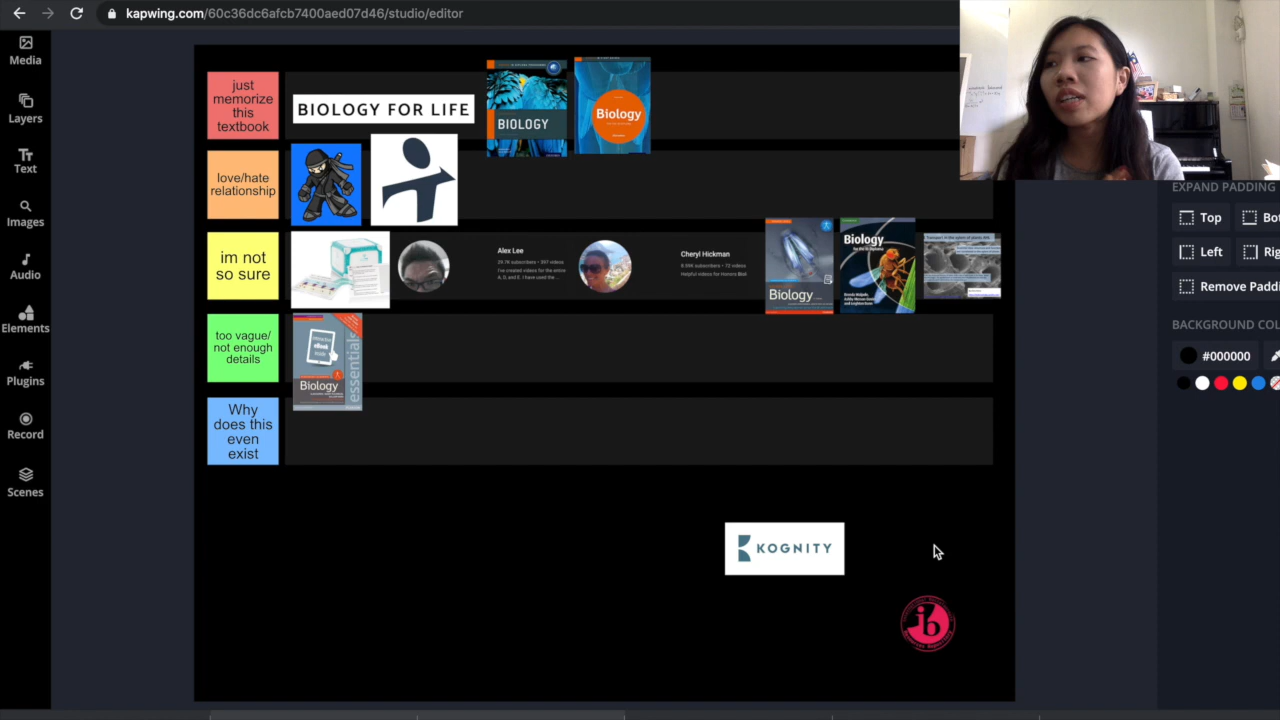 kapwing.com/60c36dc6afcb7400aed07d46/studio/editor
Media
Layers
Text
Images
Audio
Elements
Plugins
Record
Scenes
just
memorize
this
textbook
BIOLOGY FOR LIFE
BIOLOGY
Biology
love/hate
relationship
im not
so sure
Alex Lee
Cheryl Hickman
Biology
Biology
too vague/
not enough
details
Biology
essentials
Why
does this
even
exist
KOGNITY
ib
EXPAND PADDING
Top
Bot
Left
Rig
Remove Paddi
BACKGROUND COL
#000000